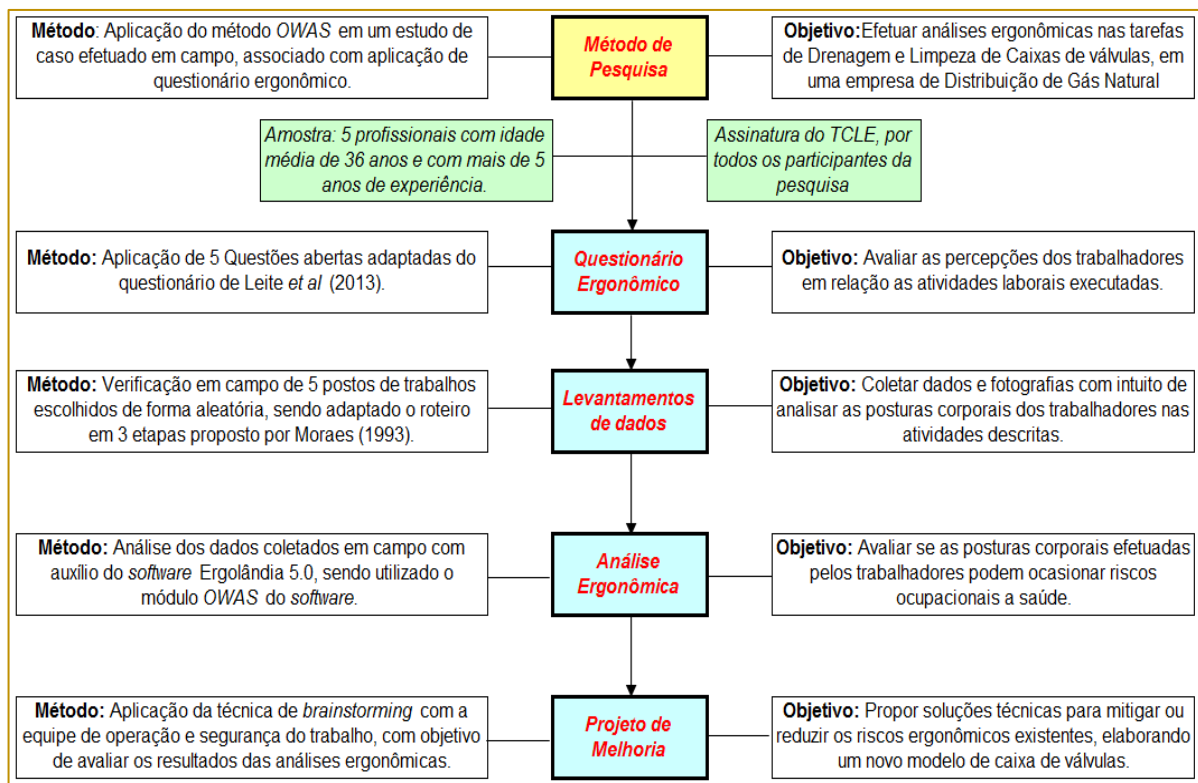 Método: Aplicação do método OWAS em um estudo de
caso efetuado em campo, associado com aplicação de
questionário ergonômico.
Método de
Pesquisa
Objetivo:Efetuar análises ergonômicas nas tarefas
de Drenagem e Limpeza de Caixas de válvulas, em
uma empresa de Distribuição de Gás Natural
Amostra: 5 profissionais com idade
média de 36 anos e com mais de 5
anos de experiência.
Assinatura do TCLE, por
todos os participantes da
pesquisa
Método: Aplicação de 5 Questões abertas adaptadas do
questionário de Leite et al (2013).
Questionário
Ergonômico
Objetivo: Avaliar as percepções dos trabalhadores
em relação as atividades laborais executadas.
Método: Verificação em campo de 5 postos de trabalhos
escolhidos de forma aleatória, sendo adaptado o roteiro
em 3 etapas proposto por Moraes (1993).
Levantamentos
de dados
Objetivo: Coletar dados e fotografias com intuito de
analisar as posturas corporais dos trabalhadores nas
atividades descritas.
Método: Análise dos dados coletados em campo com
auxílio do software Ergolândia 5.0, sendo utilizado o
módulo OWAS do software.
Análise
Ergonômica
Objetivo: Avaliar se as posturas corporais efetuadas
pelos trabalhadores podem ocasionar riscos
ocupacionais a saúde.
Método: Aplicação da técnica de brainstorming com a
equipe de operação e segurança do trabalho, com objetivo
de avaliar os resultados das análises ergonômicas.
Projeto de
Melhoria
Objetivo: Propor soluções técnicas para mitigar ou
reduzir os riscos ergonômicos existentes, elaborando
um novo modelo de caixa de válvulas.